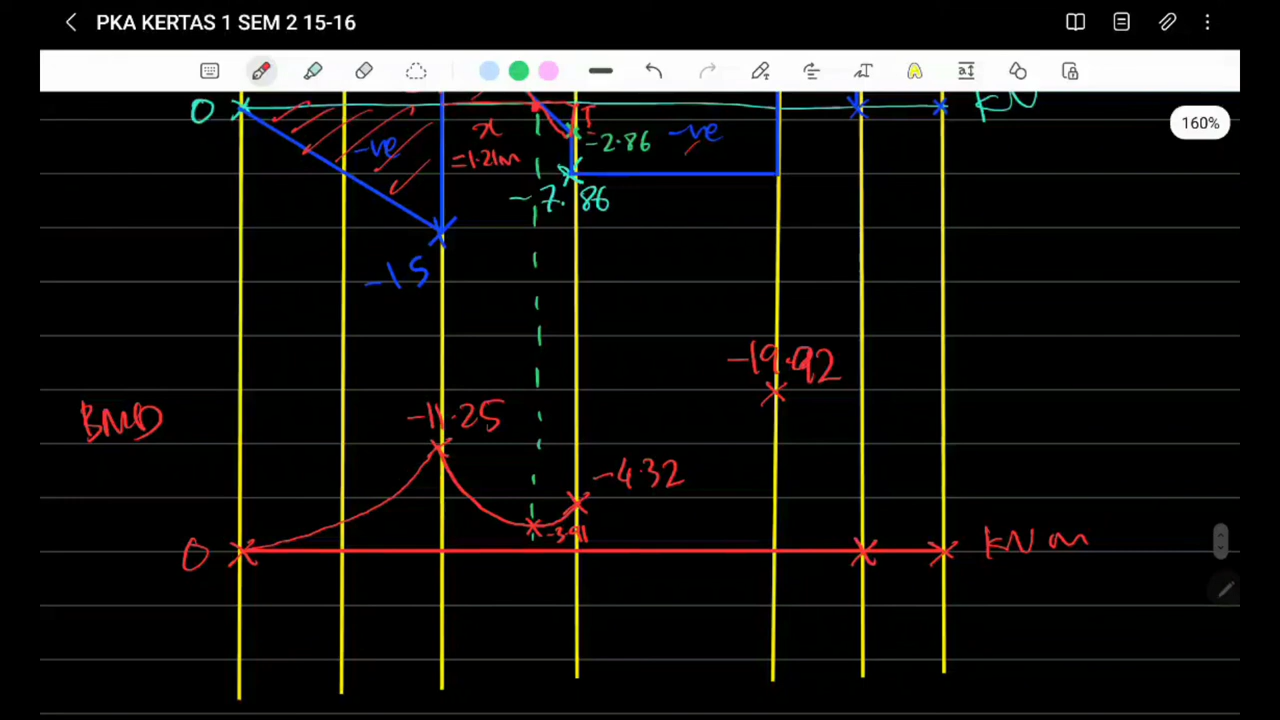 PKA KERTAS 1 SEM 2 15-16
160%
0
kN
-ve
x
=1.21m
=2.86
-ve
-7.86
-15
-19.92
BMD
-11.25
-4.32
-3.91
0
kN m